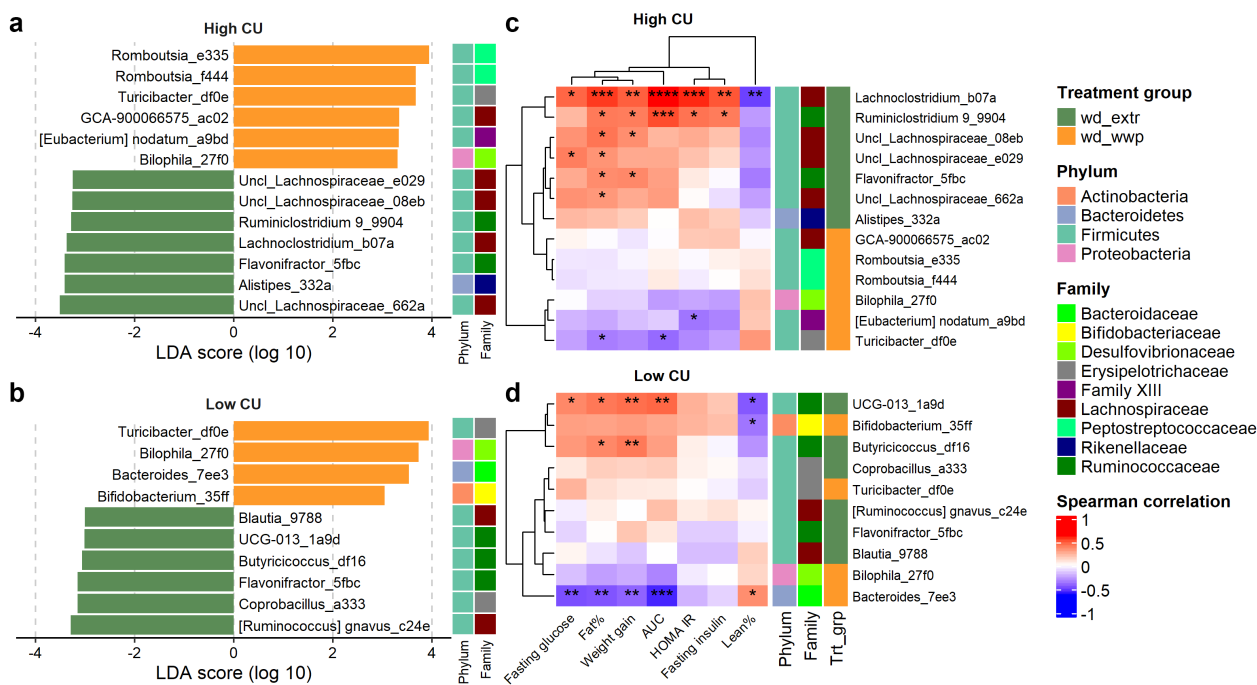 a
High CU
Romboutsia_e335
Romboutsia_f444
Turicibacter_df0e
GCA-900066575_ac02
[Eubacterium] nodatum_a9bd
Bilophila_27f0
Uncl_Lachnospiraceae_e029
Uncl_Lachnospiraceae_08eb
Ruminiclostridium 9_9904
Lachnoclostridium_b07a
Flavonifractor_5fbc
Alistipes_332a
Uncl_Lachnospiraceae_662a
-4 -2 0 2 4
LDA score (log 10)
Phylum
Family
b
Low CU
Turicibacter_df0e
Bilophila_27f0
Bacteroides_7ee3
Bifidobacterium_35ff
Blautia_9788
UCG-013_1a9d
Butyricicoccus_df16
Flavonifractor_5fbc
Coprobacillus_a333
[Ruminococcus] gnavus_c24e
-4 -2 0 2 4
LDA score (log 10)
Phylum
Family
c
High CU
* *** ** **** *** ** ** Lachnoclostridium_b07a
* * *** * * Ruminiclostridium 9_9904
* * Uncl_Lachnospiraceae_08eb
* * Uncl_Lachnospiraceae_e029
* * Flavonifractor_5fbc
* Uncl_Lachnospiraceae_662a
Alistipes_332a
GCA-900066575_ac02
Romboutsia_e335
Romboutsia_f444
Bilophila_27f0
* [Eubacterium] nodatum_a9bd
* * Turicibacter_df0e
d
Low CU
* * ** ** * UCG-013_1a9d
* Bifidobacterium_35ff
* ** Butyricicoccus_df16
Coprobacillus_a333
Turicibacter_df0e
[Ruminococcus] gnavus_c24e
Flavonifractor_5fbc
Blautia_9788
Bilophila_27f0
** ** ** *** * Bacteroides_7ee3
Fasting glucose
Fat%
Weight gain
AUC
HOMA IR
Fasting insulin
Lean%
Phylum
Family
Trt_grp
Treatment group
wd_extr
wd_wwp
Phylum
Actinobacteria
Bacteroidetes
Firmicutes
Proteobacteria
Family
Bacteroidaceae
Bifidobacteriaceae
Desulfovibrionaceae
Erysipelotrichaceae
Family XIII
Lachnospiraceae
Peptostreptococcaceae
Rikenellaceae
Ruminococcaceae
Spearman correlation
1
0.5
0
-0.5
-1